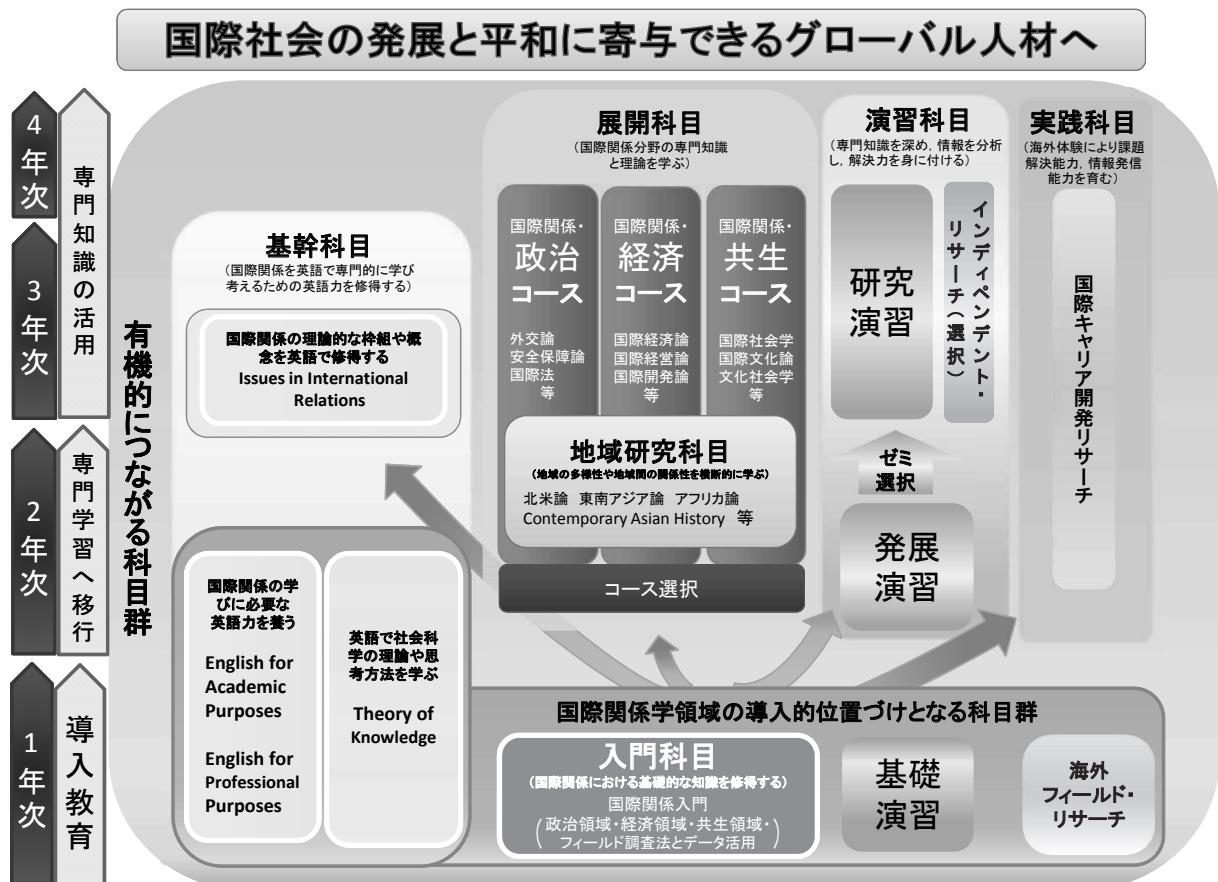 国際社会の発展と平和に寄与できるグローバル人材へ
4年次
3年次
2年次
1年次
専門知識の活用
専門学習へ移行
導入教育
有機的につながる科目群
基幹科目
(国際関係を英語で専門的に学び
考えるための英語力を修得する)
国際関係の理論的な枠組や概
念を英語で修得する
Issues in International
Relations
国際関係の学
びに必要な
英語力を養う
English for
Academic
Purposes
English for
Professional
Purposes
英語で社会科
学の理論や思
考方法を学ぶ
Theory of
Knowledge
展開科目
(国際関係分野の専門知識
と理論を学ぶ)
国際関係・
政治
コース
外交論
安全保障論
国際法
等
国際関係・
経済
コース
国際経済論
国際経営論
国際開発論
等
国際関係・
共生
コース
国際社会学
国際文化論
文化社会学
等
地域研究科目
(地域の多様性や地域間の関係性を横断的に学ぶ)
北米論 東南アジア論 アフリカ論
Contemporary Asian History 等
コース選択
演習科目
(専門知識を深め,情報を分析
し,解決力を身に付ける)
研究
演習
インディペンデント・
リサーチ(選択)
ゼミ
選択
発展
演習
実践科目
(海外体験により課題
解決能力,情報発信
能力を育む)
国際キャリア開発リサーチ
国際関係学領域の導入的位置づけとなる科目群
入門科目
(国際関係における基礎的な知識を修得する)
国際関係入門
(政治領域・経済領域・共生領域・
フィールド調査法とデータ活用)
基礎
演習
海外
フィールド・
リサーチ